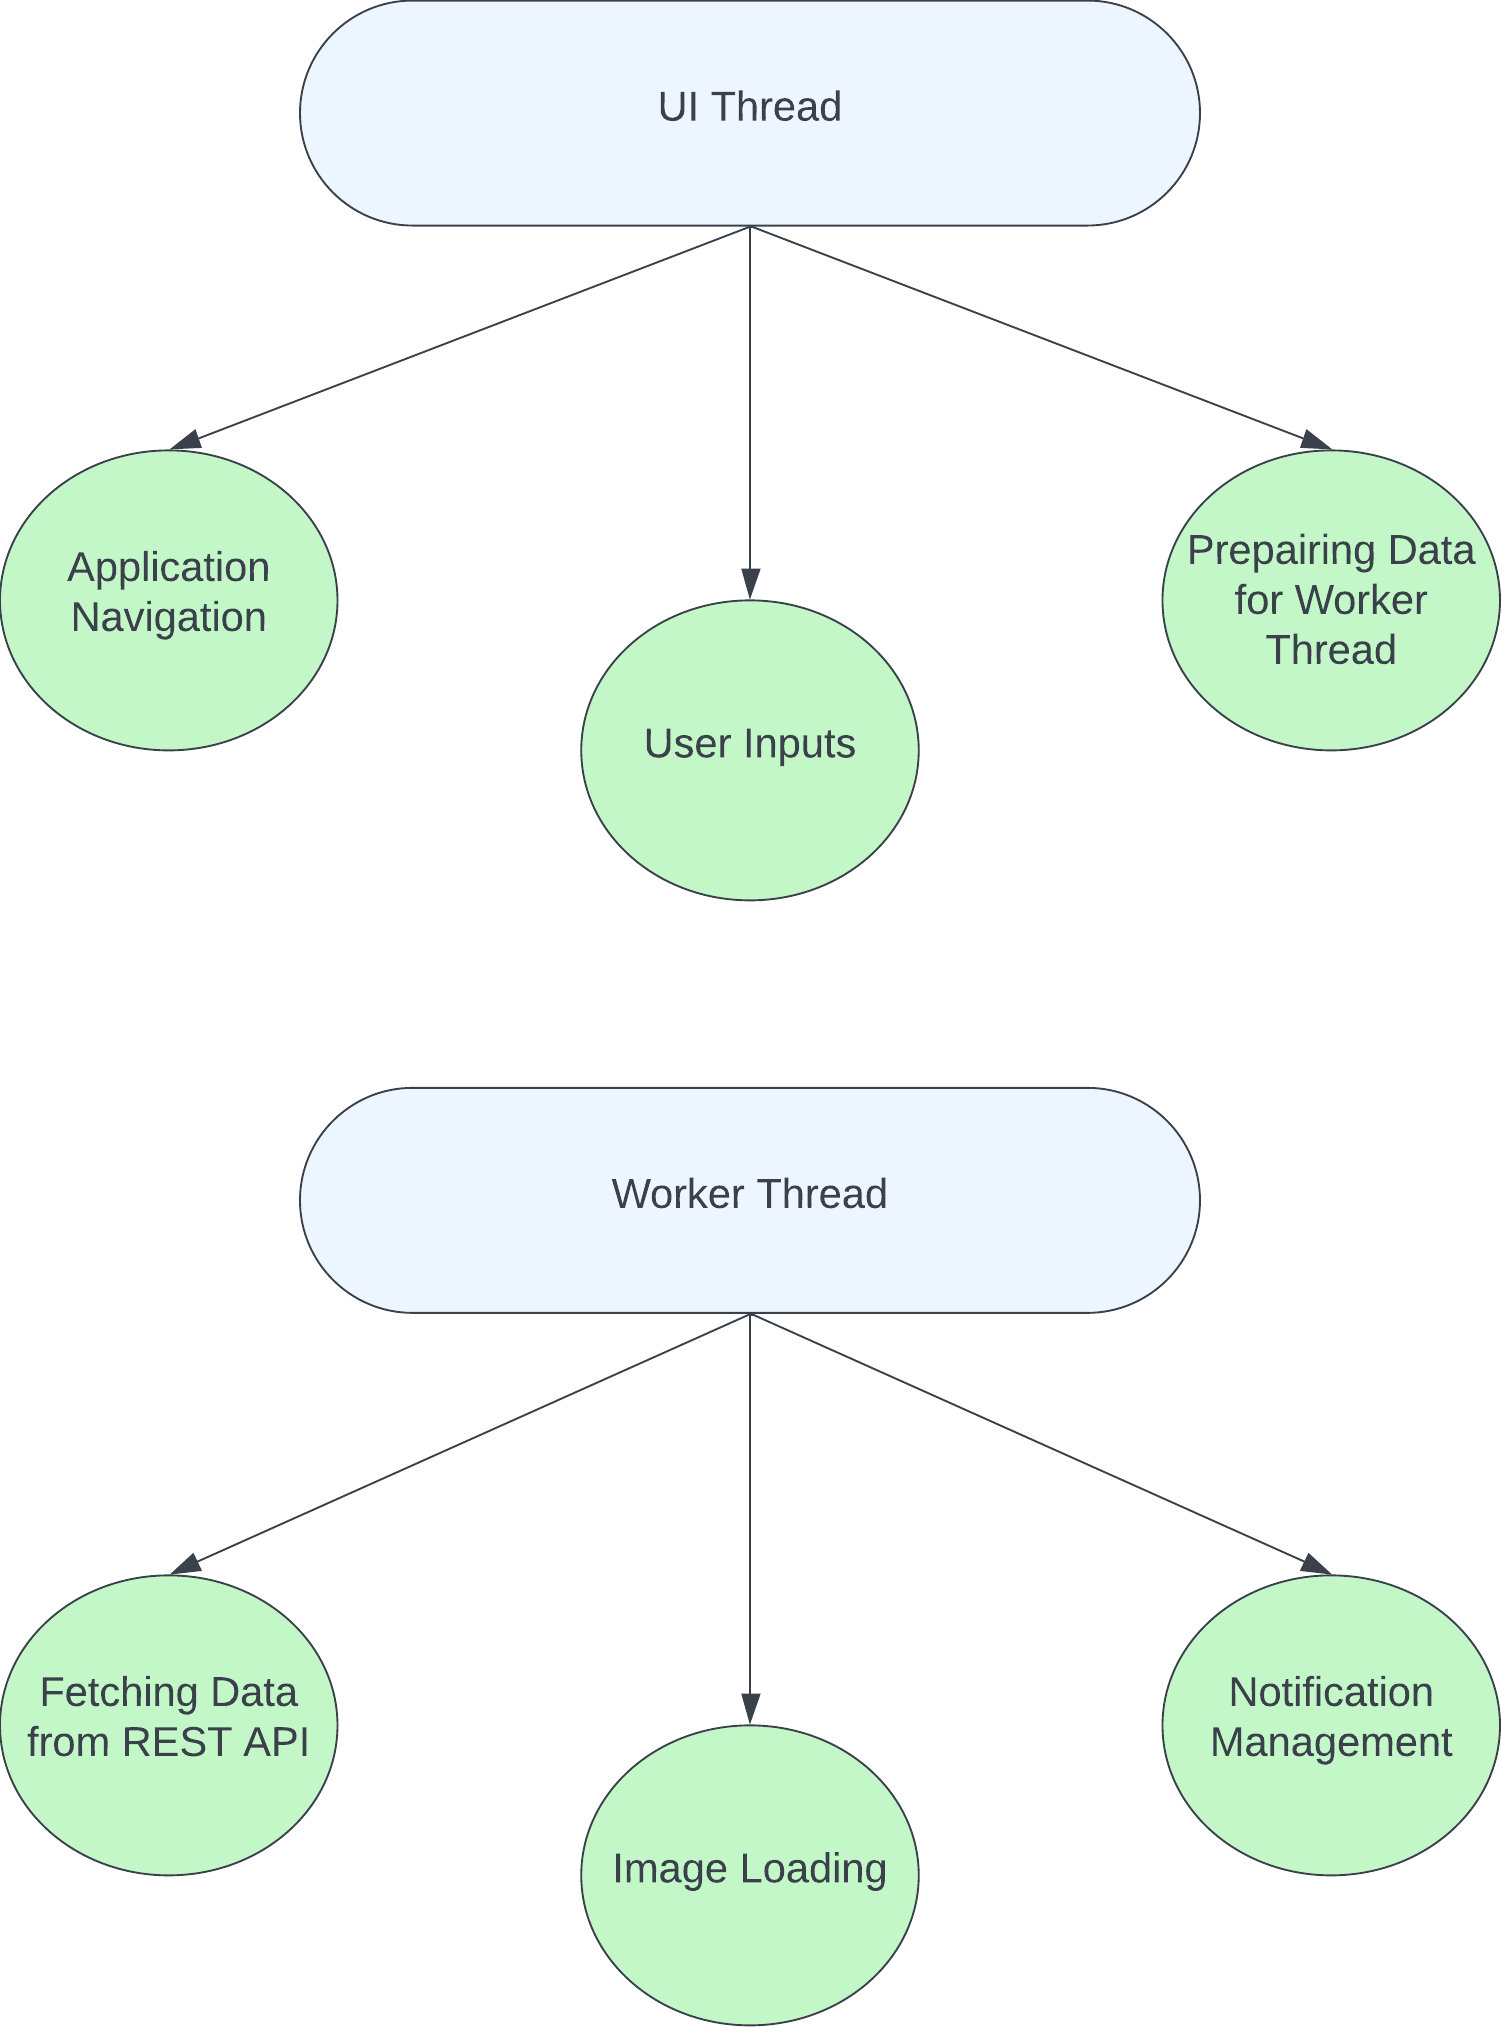 UI Thread
Application
Navigation
User Inputs
Prepairing Data
for Worker
Thread
Worker Thread
Fetching Data
from REST API
Image Loading
Notification
Management